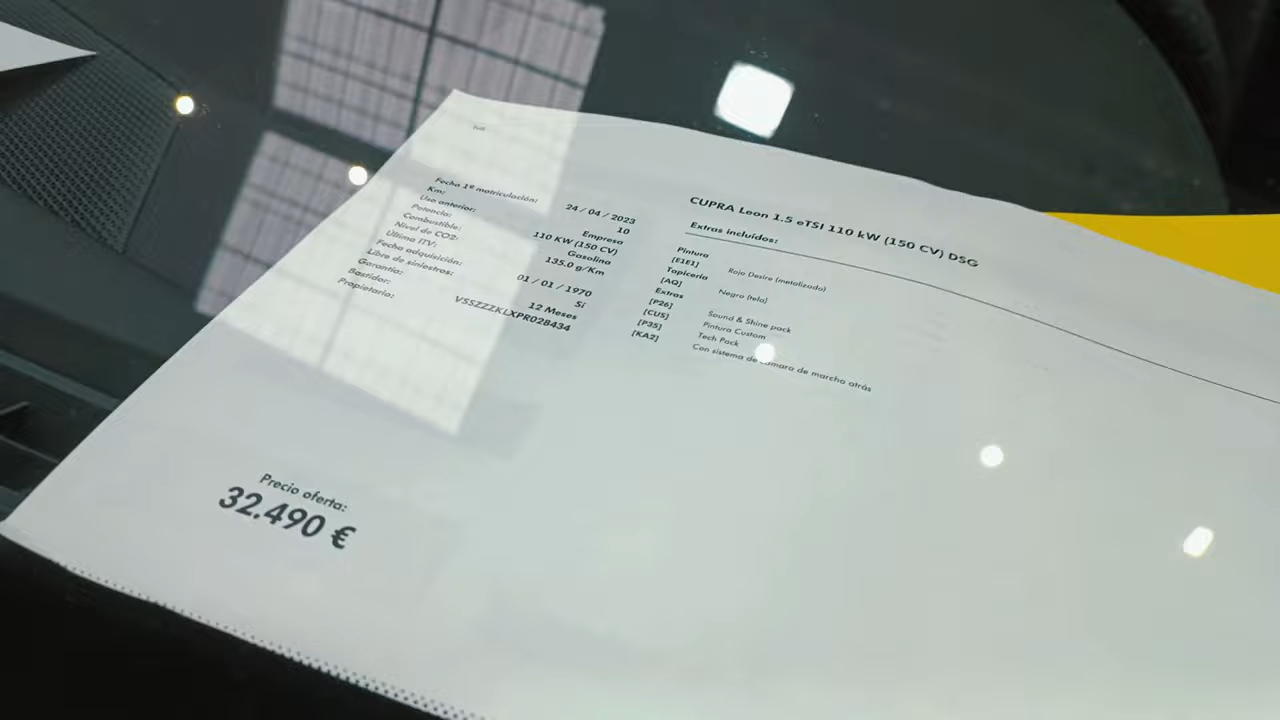 Fecha 1ª matriculación: 24 / 04 / 2023
Km: 10
Uso anterior: Empresa
Potencia: 110 KW (150 CV)
Combustible: Gasolina
Nivel de CO2: 135.0 g/Km
Última ITV:
Fecha adquisición: 01 / 01 / 1970
Libre de siniestros: Sí
Garantía: 12 Meses
Bastidor: VSSZZZKLXPR028434
Propietario:
Precio oferta:
32.490 €
CUPRA Leon 1.5 eTSI 110 kW (150 CV) DSG
Extras incluidos:
Pintura
[E1E1] Rojo Desire (metalizado)
Tapicería
[AQ] Negro (tela)
Extras
[P26] Sound & Shine pack
[CUS] Pintura Custom
[P35] Tech Pack
[KA2] Con sistema de cámara de marcha atrás